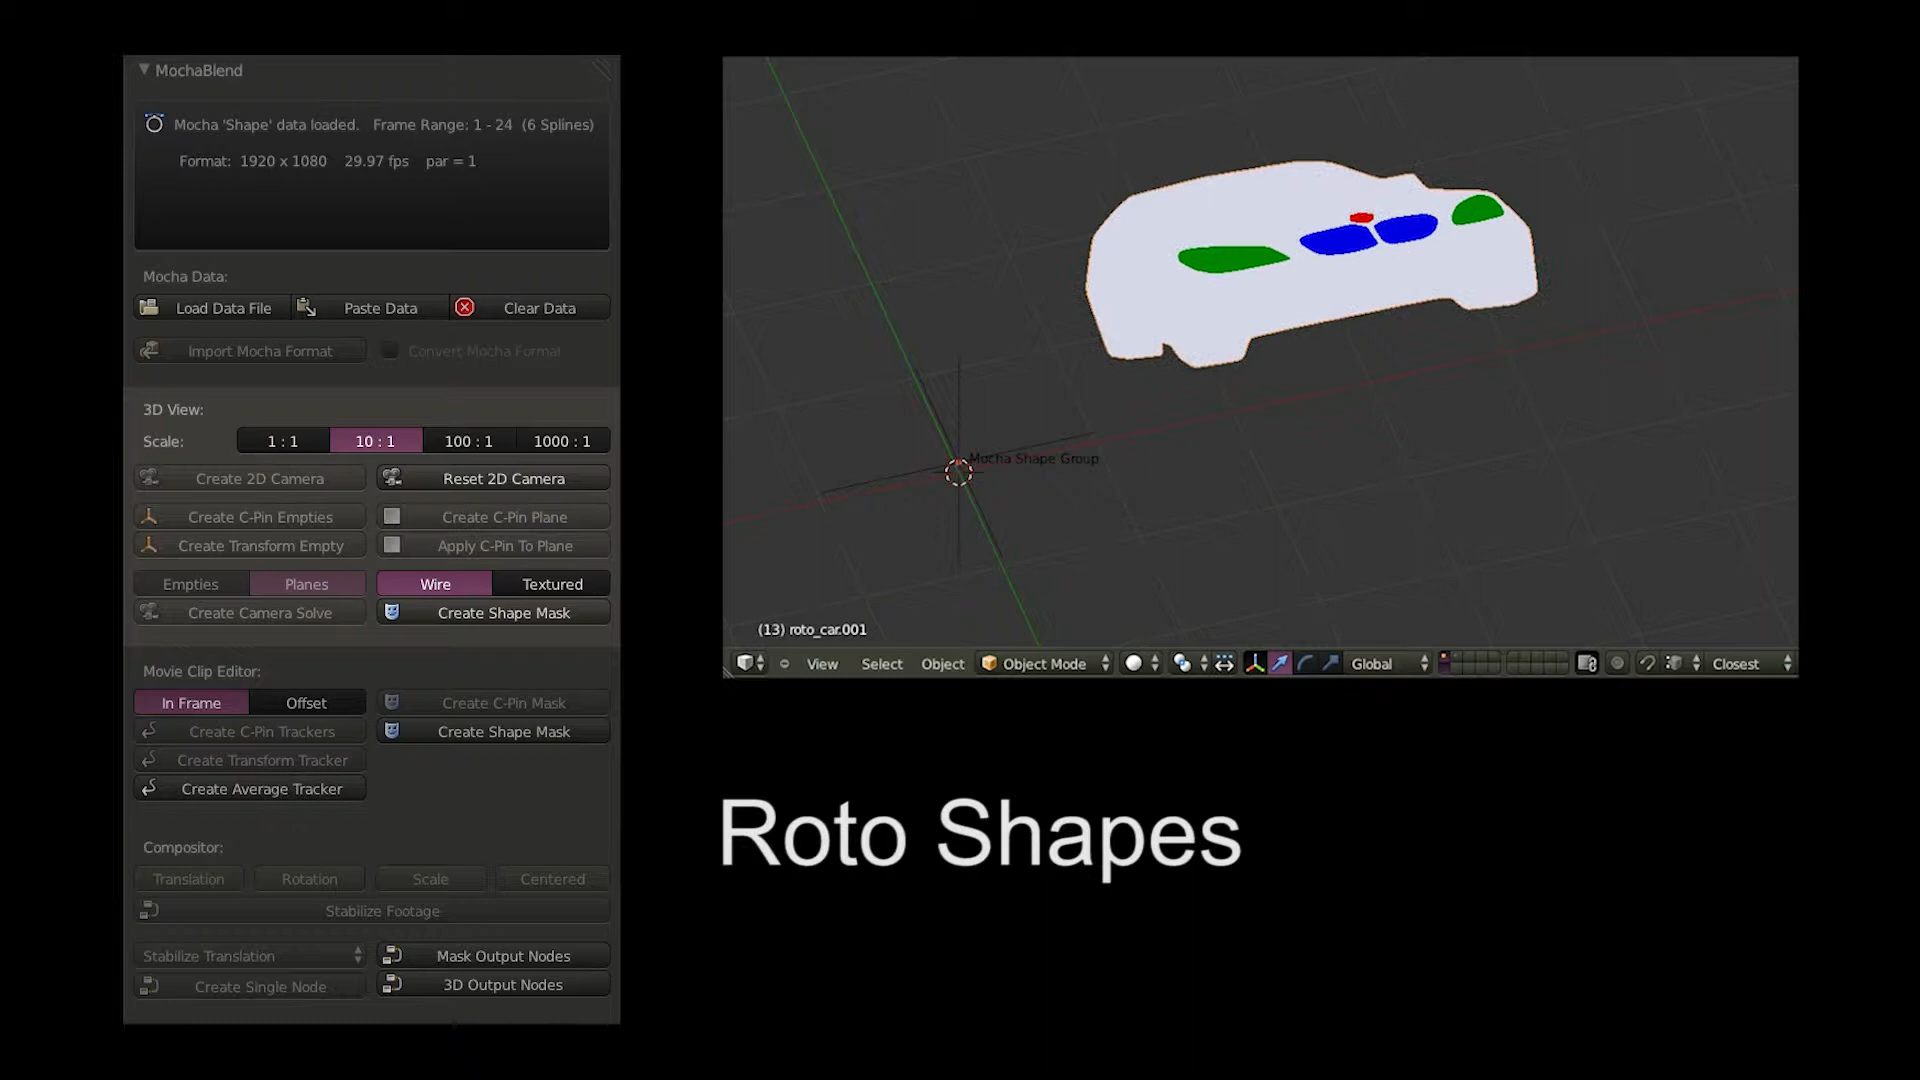 MochaBlend
Mocha 'Shape' data loaded. Frame Range: 1 - 24 (6 Splines)
Format: 1920 x 1080 29.97 fps par = 1
Mocha Data:
Load Data File Paste Data Clear Data
Import Mocha Format Convert Mocha Format
3D View:
Scale: 1 : 1 10 : 1 100 : 1 1000 : 1
Create 2D Camera Reset 2D Camera
Create C-Pin Empties Create C-Pin Plane
Create Transform Empty Apply C-Pin To Plane
Empties Planes Wire Textured
Create Camera Solve Create Shape Mask
Movie Clip Editor:
In Frame Offset Create C-Pin Mask
Create C-Pin Trackers Create Shape Mask
Create Transform Tracker
Create Average Tracker
Compositor:
Translation Rotation Scale Centered
Stabilize Footage
Stabilize Translation Mask Output Nodes
Create Single Node 3D Output Nodes
Mocha Shape Group
(13) roto_car.001
View Select Object Object Mode Global Closest
Roto Shapes